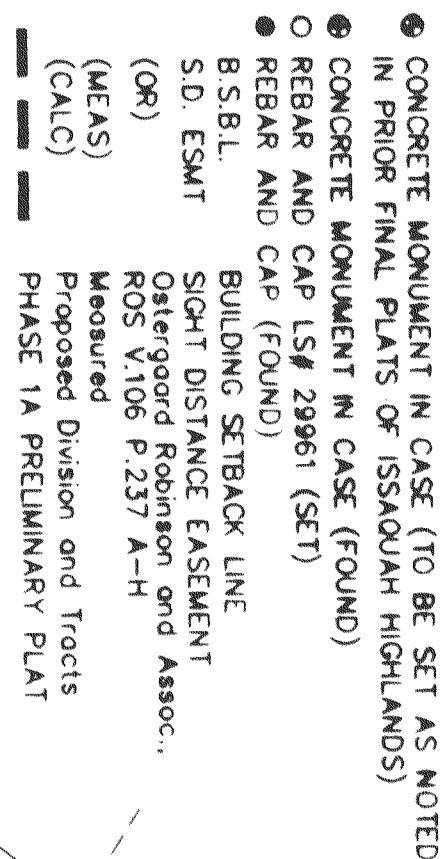 CONCRETE MONUMENT IN CASE (TO BE SET AS NOTED
IN PRIOR FINAL PLATS OF ISSAQUAH HIGHLANDS)
CONCRETE MONUMENT IN CASE (FOUND)
REBAR AND CAP LS# 29961 (SET)
REBAR AND CAP (FOUND)
B.S.B.L. BUILDING SETBACK LINE
S.D. ESMT SIGHT DISTANCE EASEMENT
(OR) Ostergaard Robinson and Assoc.,
ROS V.106 P.237 A-H
(MEAS) Measured
(CALC) Proposed Division and Tracts
PHASE 1A PRELIMINARY PLAT